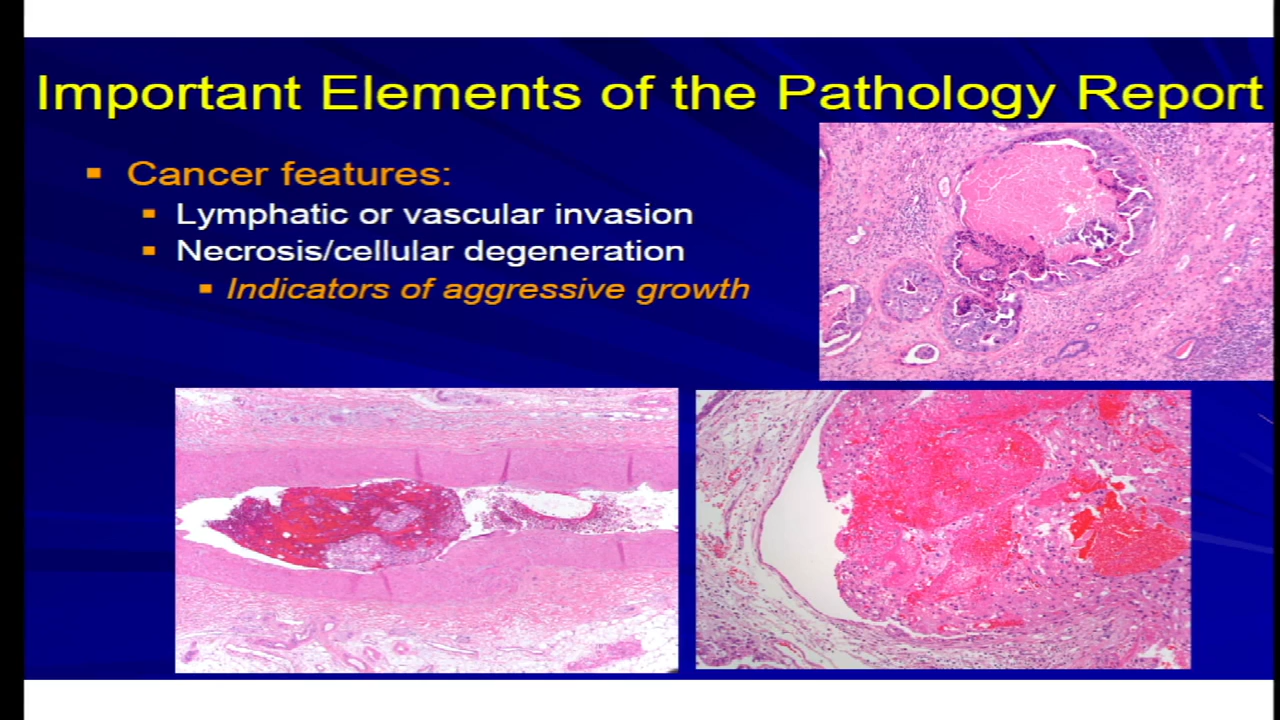 Important Elements of the Pathology Report
Cancer features:
Lymphatic or vascular invasion
Necrosis/cellular degeneration
Indicators of aggressive growth